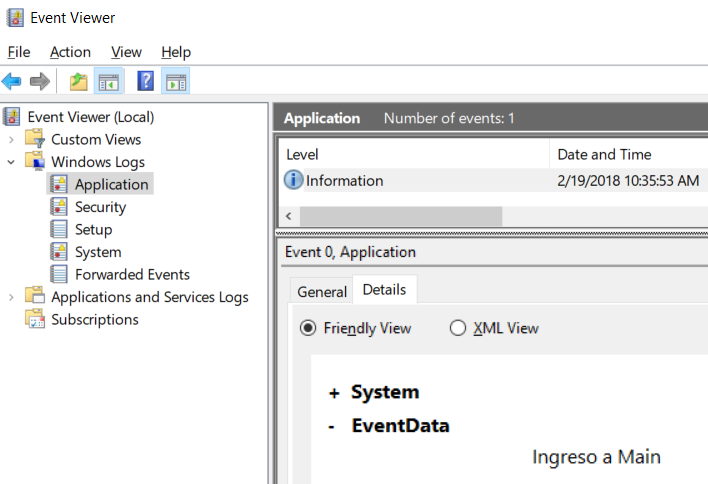 Event Viewer
File Action View Help
Event Viewer (Local)
Custom Views
Windows Logs
Application
Security
Setup
System
Forwarded Events
Applications and Services Logs
Subscriptions
Application Number of events: 1
Level Date and Time
Information 2/19/2018 10:35:53 AM
Event 0, Application
General Details
Friendly View XML View
+ System
- EventData
Ingreso a Main